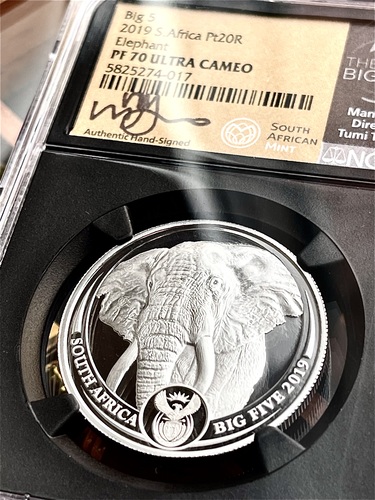 Big 5
2019 S.Africa Pt20R
Elephant
PF 70 ULTRA CAMEO
5825274-017
Authentic Hand-Signed
SOUTH
AFRICAN
MINT
THE
BIG
Man
Dire
Tumi T
NG
SOUTH AFRICA
BIG FIVE 2019